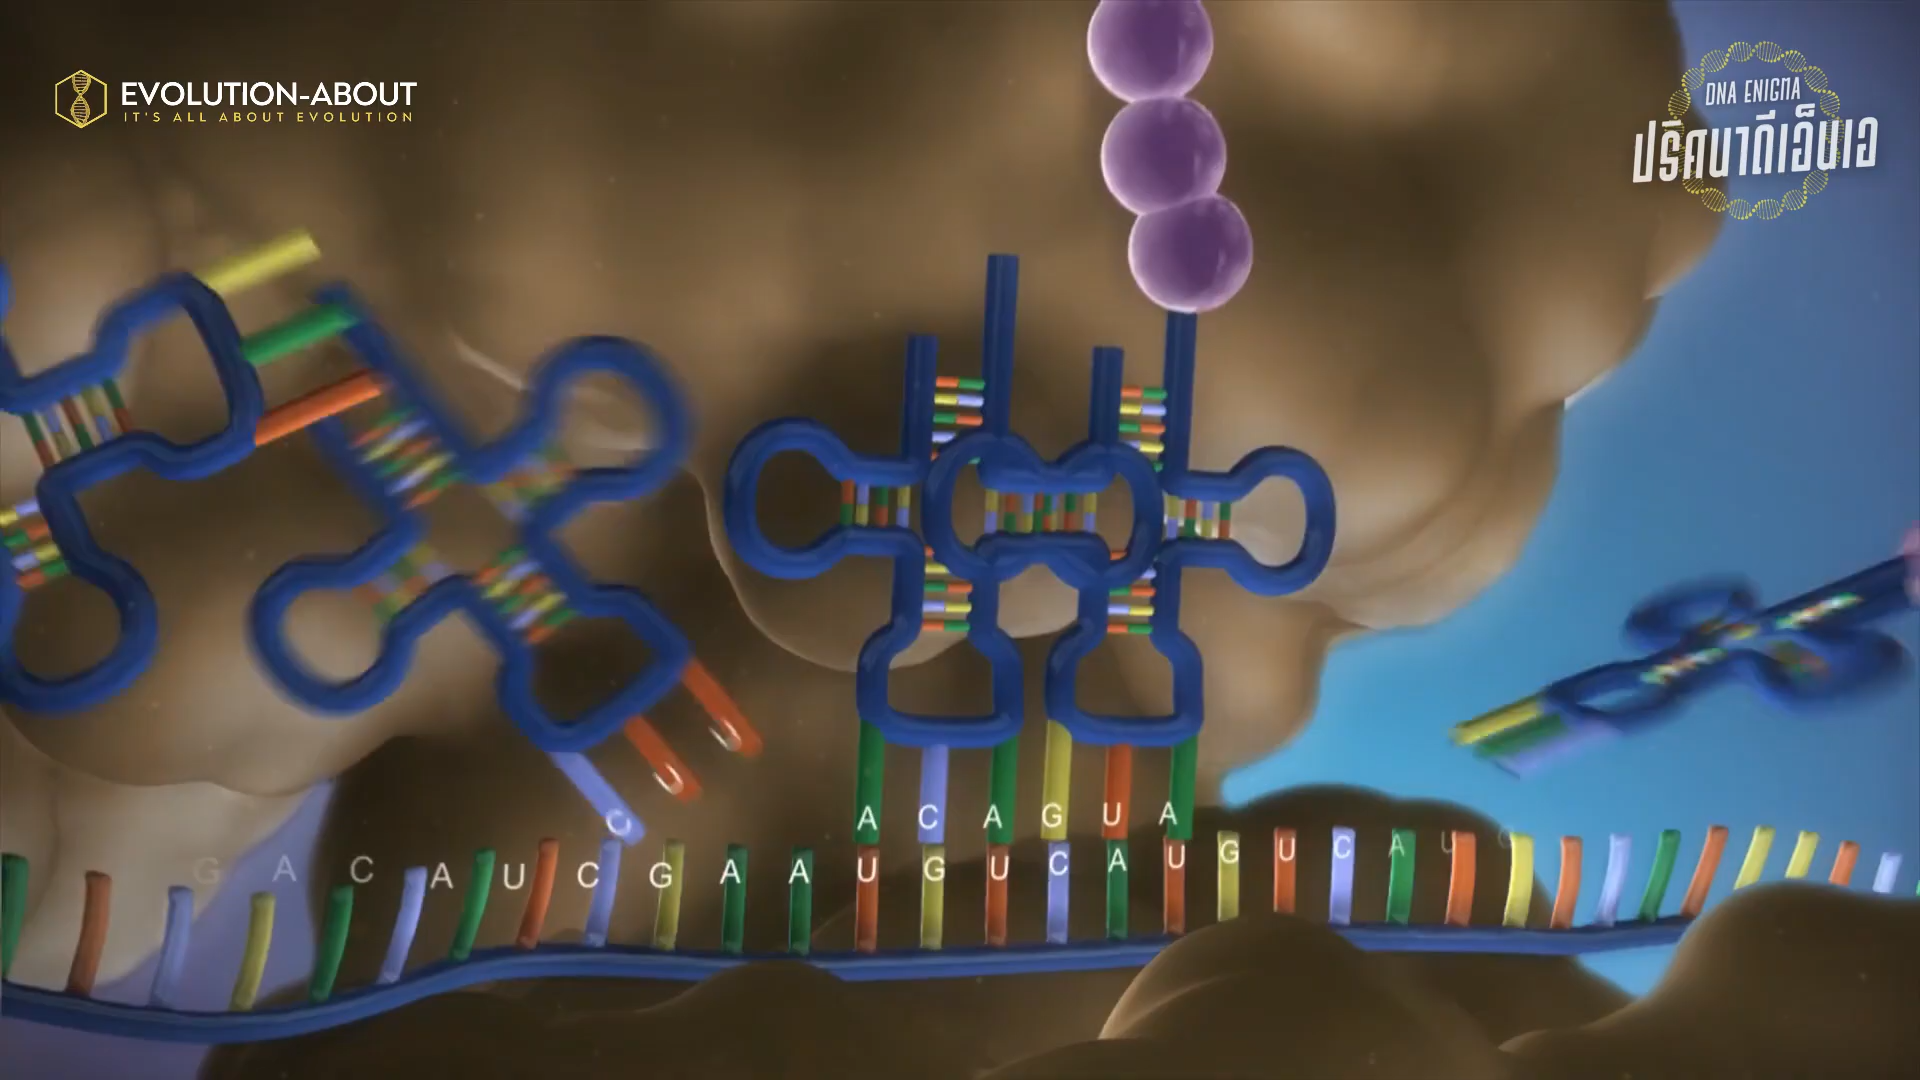 EVOLUTION-ABOUT
IT'S ALL ABOUT EVOLUTION
DNA ENIGMA
ปริศนาดีเอ็นเอ
C U U
A C A G U A
G A C A U C G A A U G U C A U G U C A U C